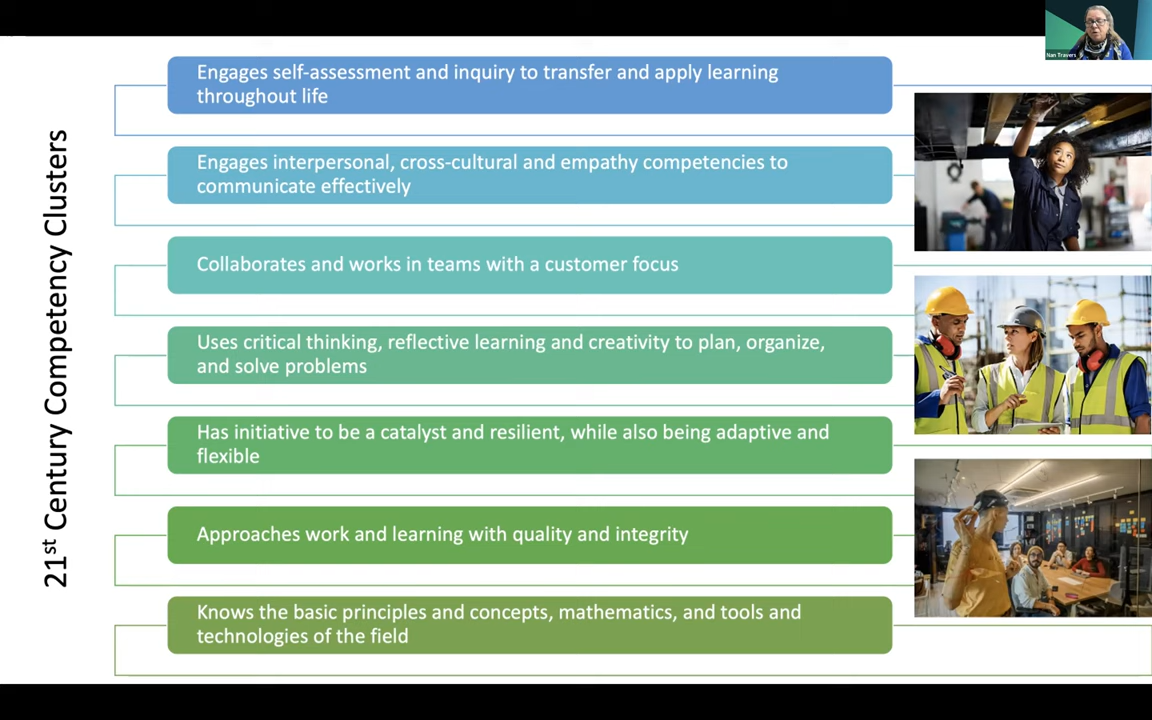 Nan Travers
21st Century Competency Clusters
Engages self-assessment and inquiry to transfer and apply learning
throughout life
Engages interpersonal, cross-cultural and empathy competencies to
communicate effectively
Collaborates and works in teams with a customer focus
Uses critical thinking, reflective learning and creativity to plan, organize,
and solve problems
Has initiative to be a catalyst and resilient, while also being adaptive and
flexible
Approaches work and learning with quality and integrity
Knows the basic principles and concepts, mathematics, and tools and
technologies of the field